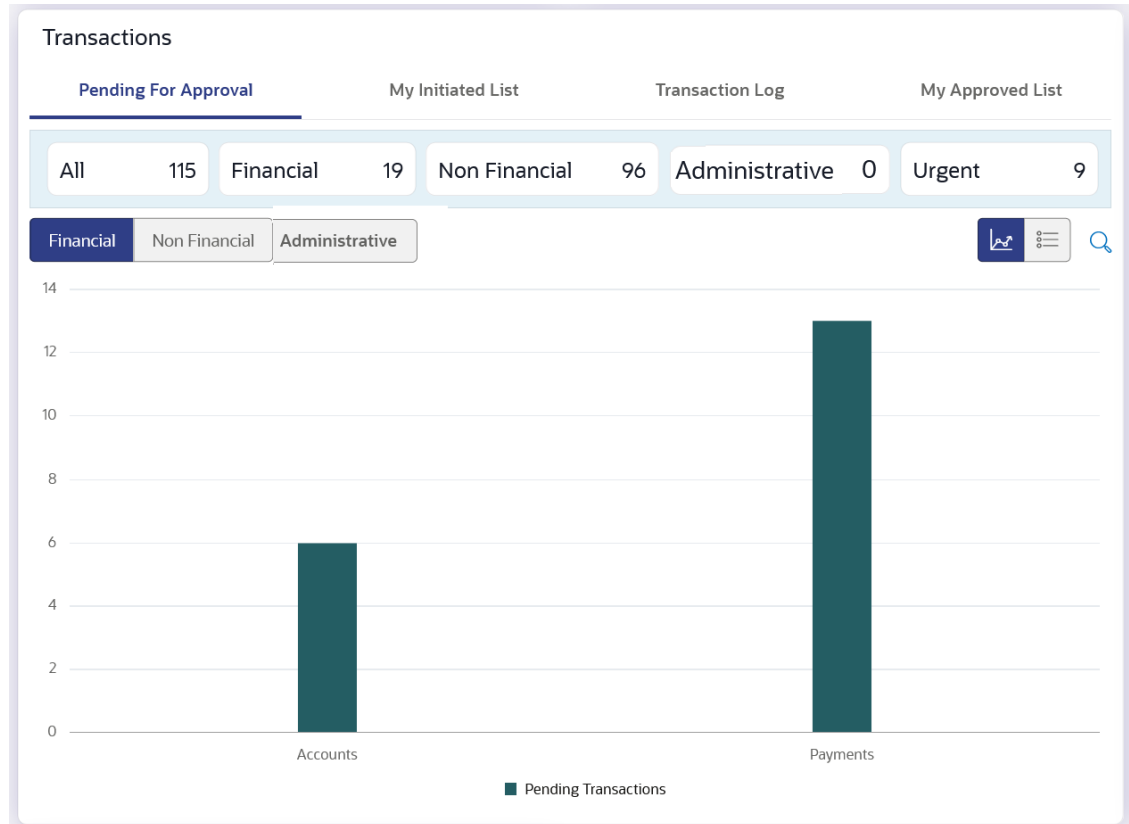 Transactions
Pending For Approval My Initiated List Transaction Log My Approved List
All 115 Financial 19 Non Financial 96 Administrative 0 Urgent 9
Financial Non Financial Administrative
14
12
10
8
6
4
2
0
Accounts Payments
Pending Transactions